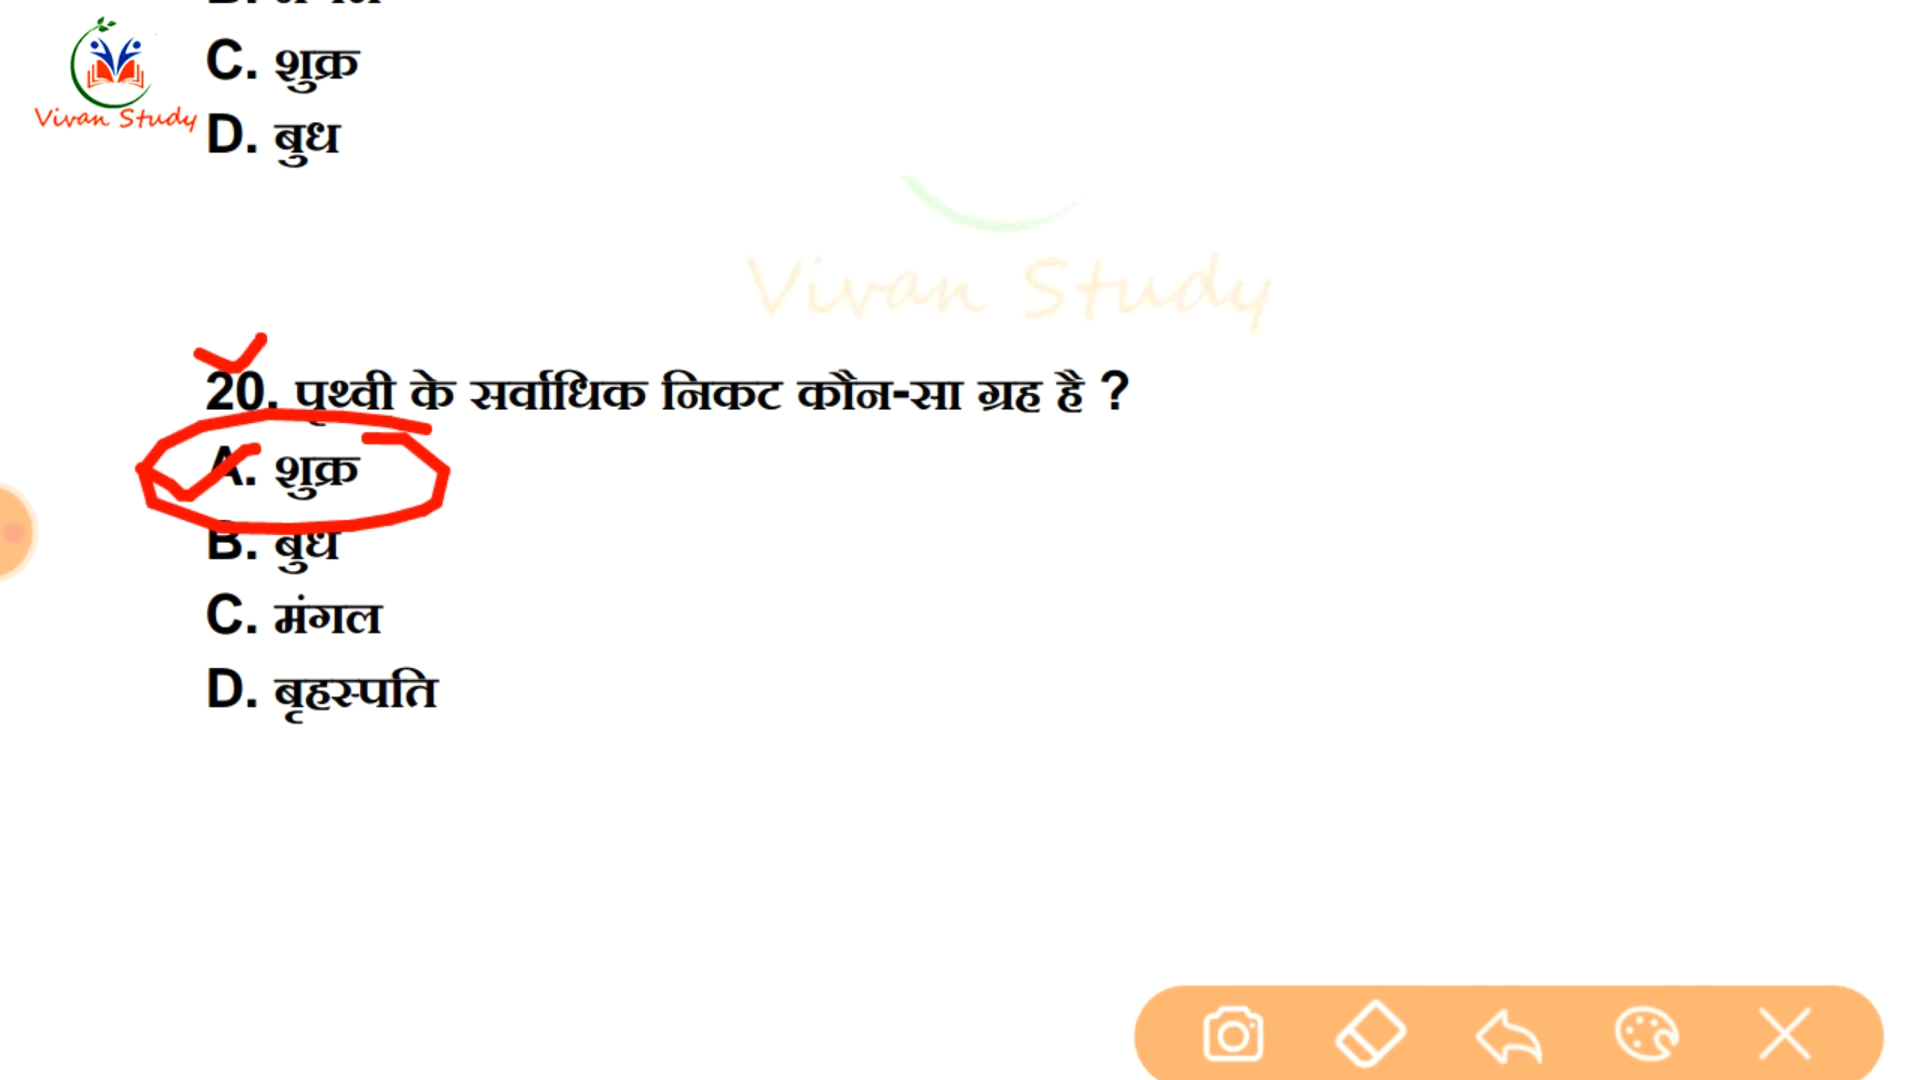 C. शुक्र
Vivan Study
D. बुध
Vivan Study
20. पृथ्वी के सर्वाधिक निकट कौन-सा ग्रह है ?
A. शुक्र
B. बुध
C. मंगल
D. बृहस्पति